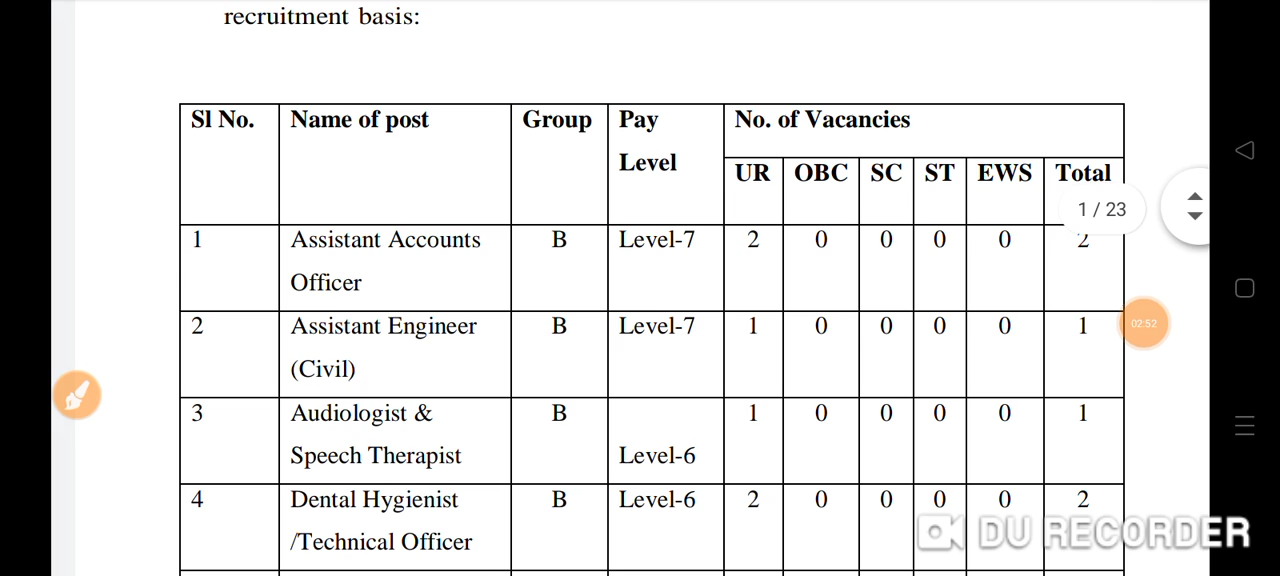 recruitment basis:
Sl No. Name of post Group Pay Level No. of Vacancies
UR OBC SC ST EWS Total
1 / 23
1 Assistant Accounts Officer B Level-7 2 0 0 0 0 2
2 Assistant Engineer (Civil) B Level-7 1 0 0 0 0 1
02:52
3 Audiologist & Speech Therapist B Level-6 1 0 0 0 0 1
4 Dental Hygienist /Technical Officer B Level-6 2 0 0 0 0 2
DU RECORDER